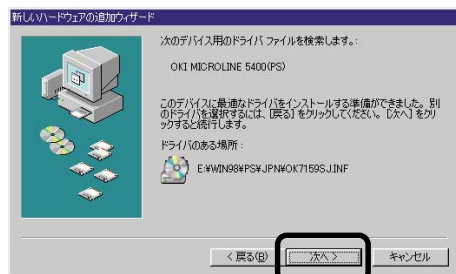 新しいハードウェアの追加ウィザード
次のデバイス用のドライバ ファイルを検索します。:
OKI MICROLINE 5400(PS)
このデバイスに最適なドライバをインストールする準備ができました。別
のドライバを選択するには、[戻る] をクリックしてください。[次へ] をクリ
ックすると続行します。
ドライバのある場所:
E:¥WIN98¥PS¥JPN¥OK7159SJ.INF
< 戻る(B)
次へ >
キャンセル